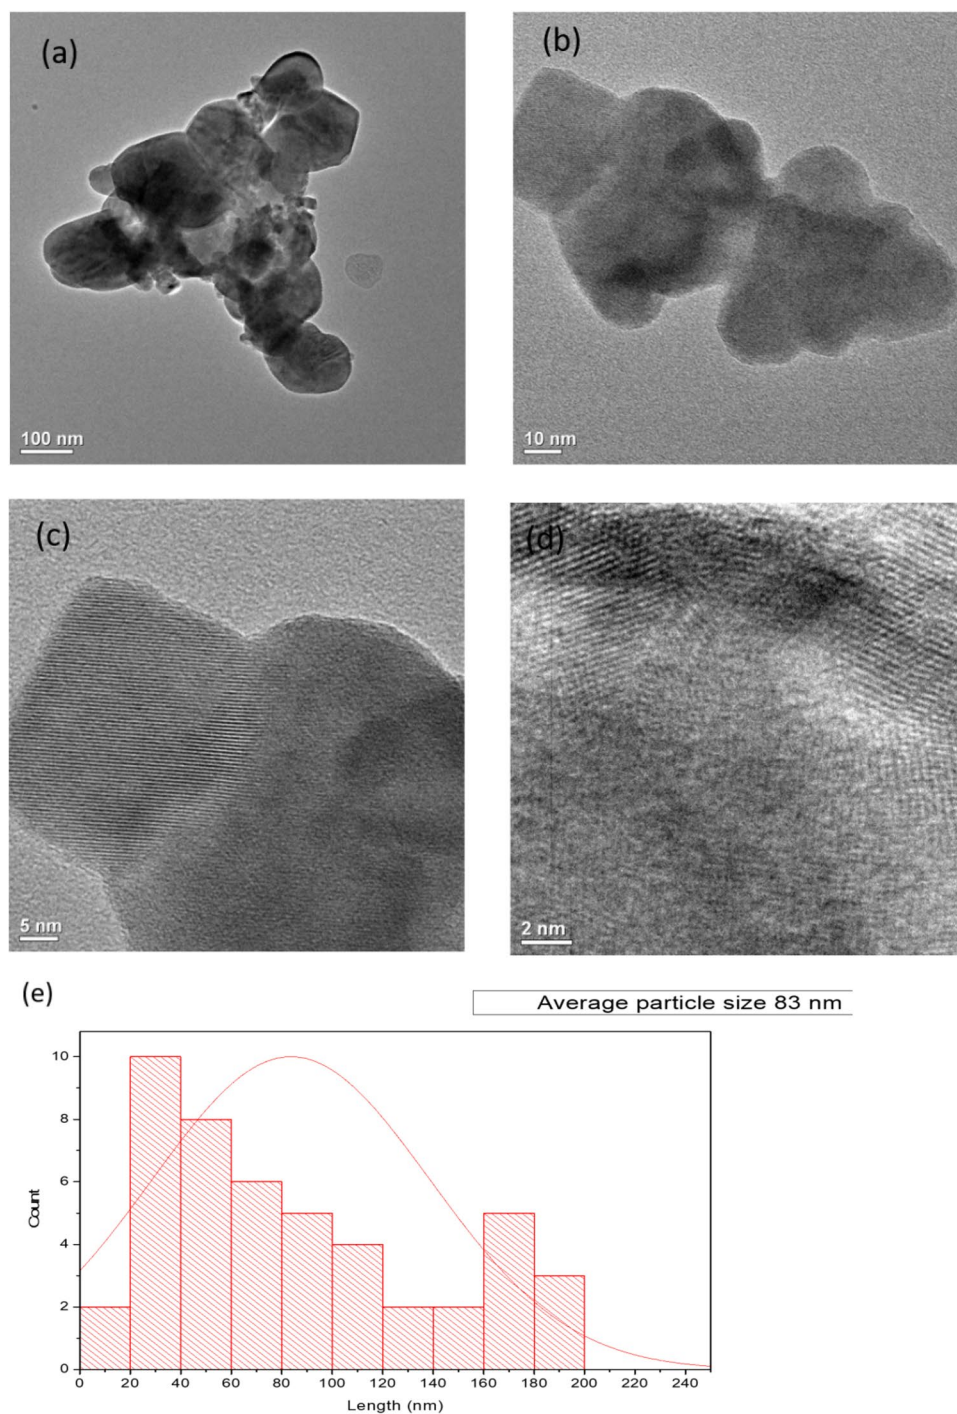 (a)
(b)
100 nm
10 nm
(c)
(d)
5 nm
2 nm
(e)
Average particle size 83 nm
10
8
6
4
2
0
Count
0 20 40 60 80 100 120 140 160 180 200 220 240
Length (nm)